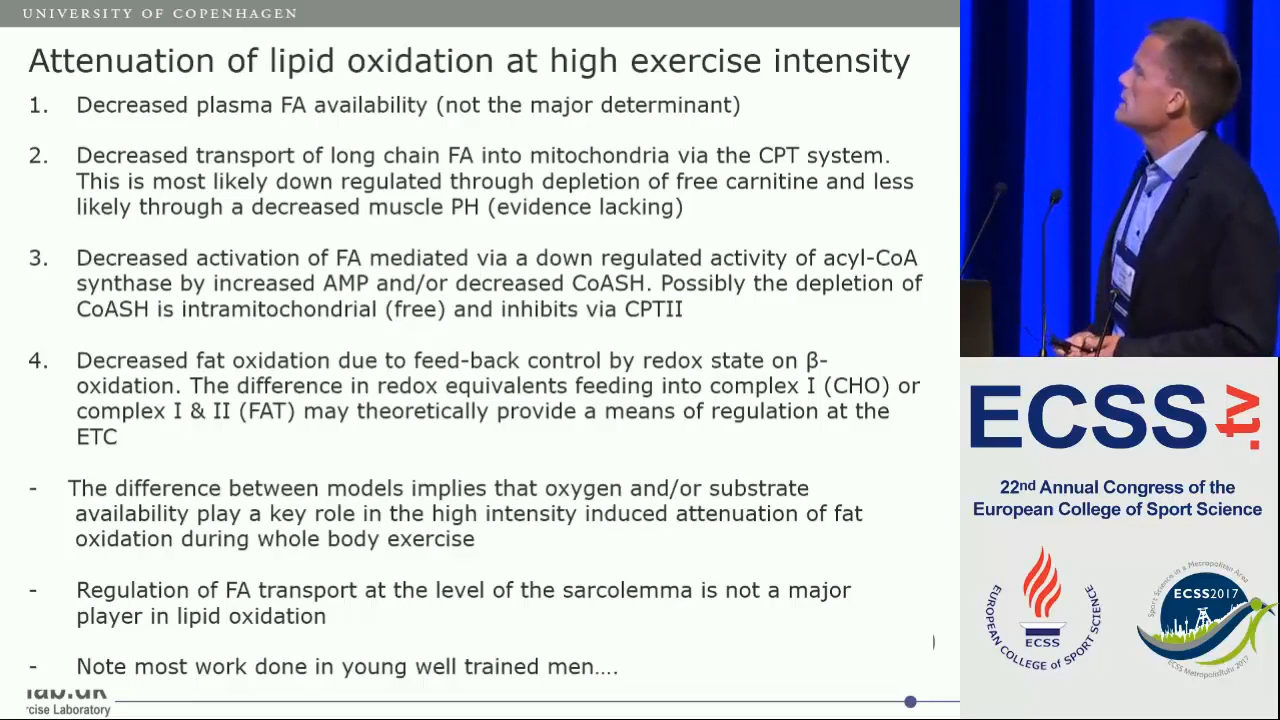 UNIVERSITY OF COPENHAGEN
Attenuation of lipid oxidation at high exercise intensity
1. Decreased plasma FA availability (not the major determinant)
2. Decreased transport of long chain FA into mitochondria via the CPT system.
This is most likely down regulated through depletion of free carnitine and less
likely through a decreased muscle PH (evidence lacking)
3. Decreased activation of FA mediated via a down regulated activity of acyl-CoA
synthase by increased AMP and/or decreased CoASH. Possibly the depletion of
CoASH is intramitochondrial (free) and inhibits via CPTII
4. Decreased fat oxidation due to feed-back control by redox state on β-
oxidation. The difference in redox equivalents feeding into complex I (CHO) or
complex I & II (FAT) may theoretically provide a means of regulation at the
ETC
- The difference between models implies that oxygen and/or substrate
availability play a key role in the high intensity induced attenuation of fat
oxidation during whole body exercise
- Regulation of FA transport at the level of the sarcolemma is not a major
player in lipid oxidation
- Note most work done in young well trained men....
)
lab.dk
rcise Laboratory
ECSS.tv
22nd Annual Congress of the
European College of Sport Science
EUROPEAN COLLEGE OF SPORT SCIENCE
ECSS
Sport Science in a Metropolitan Area
ECSS2017
ECSS MetropolisRuhr 2017